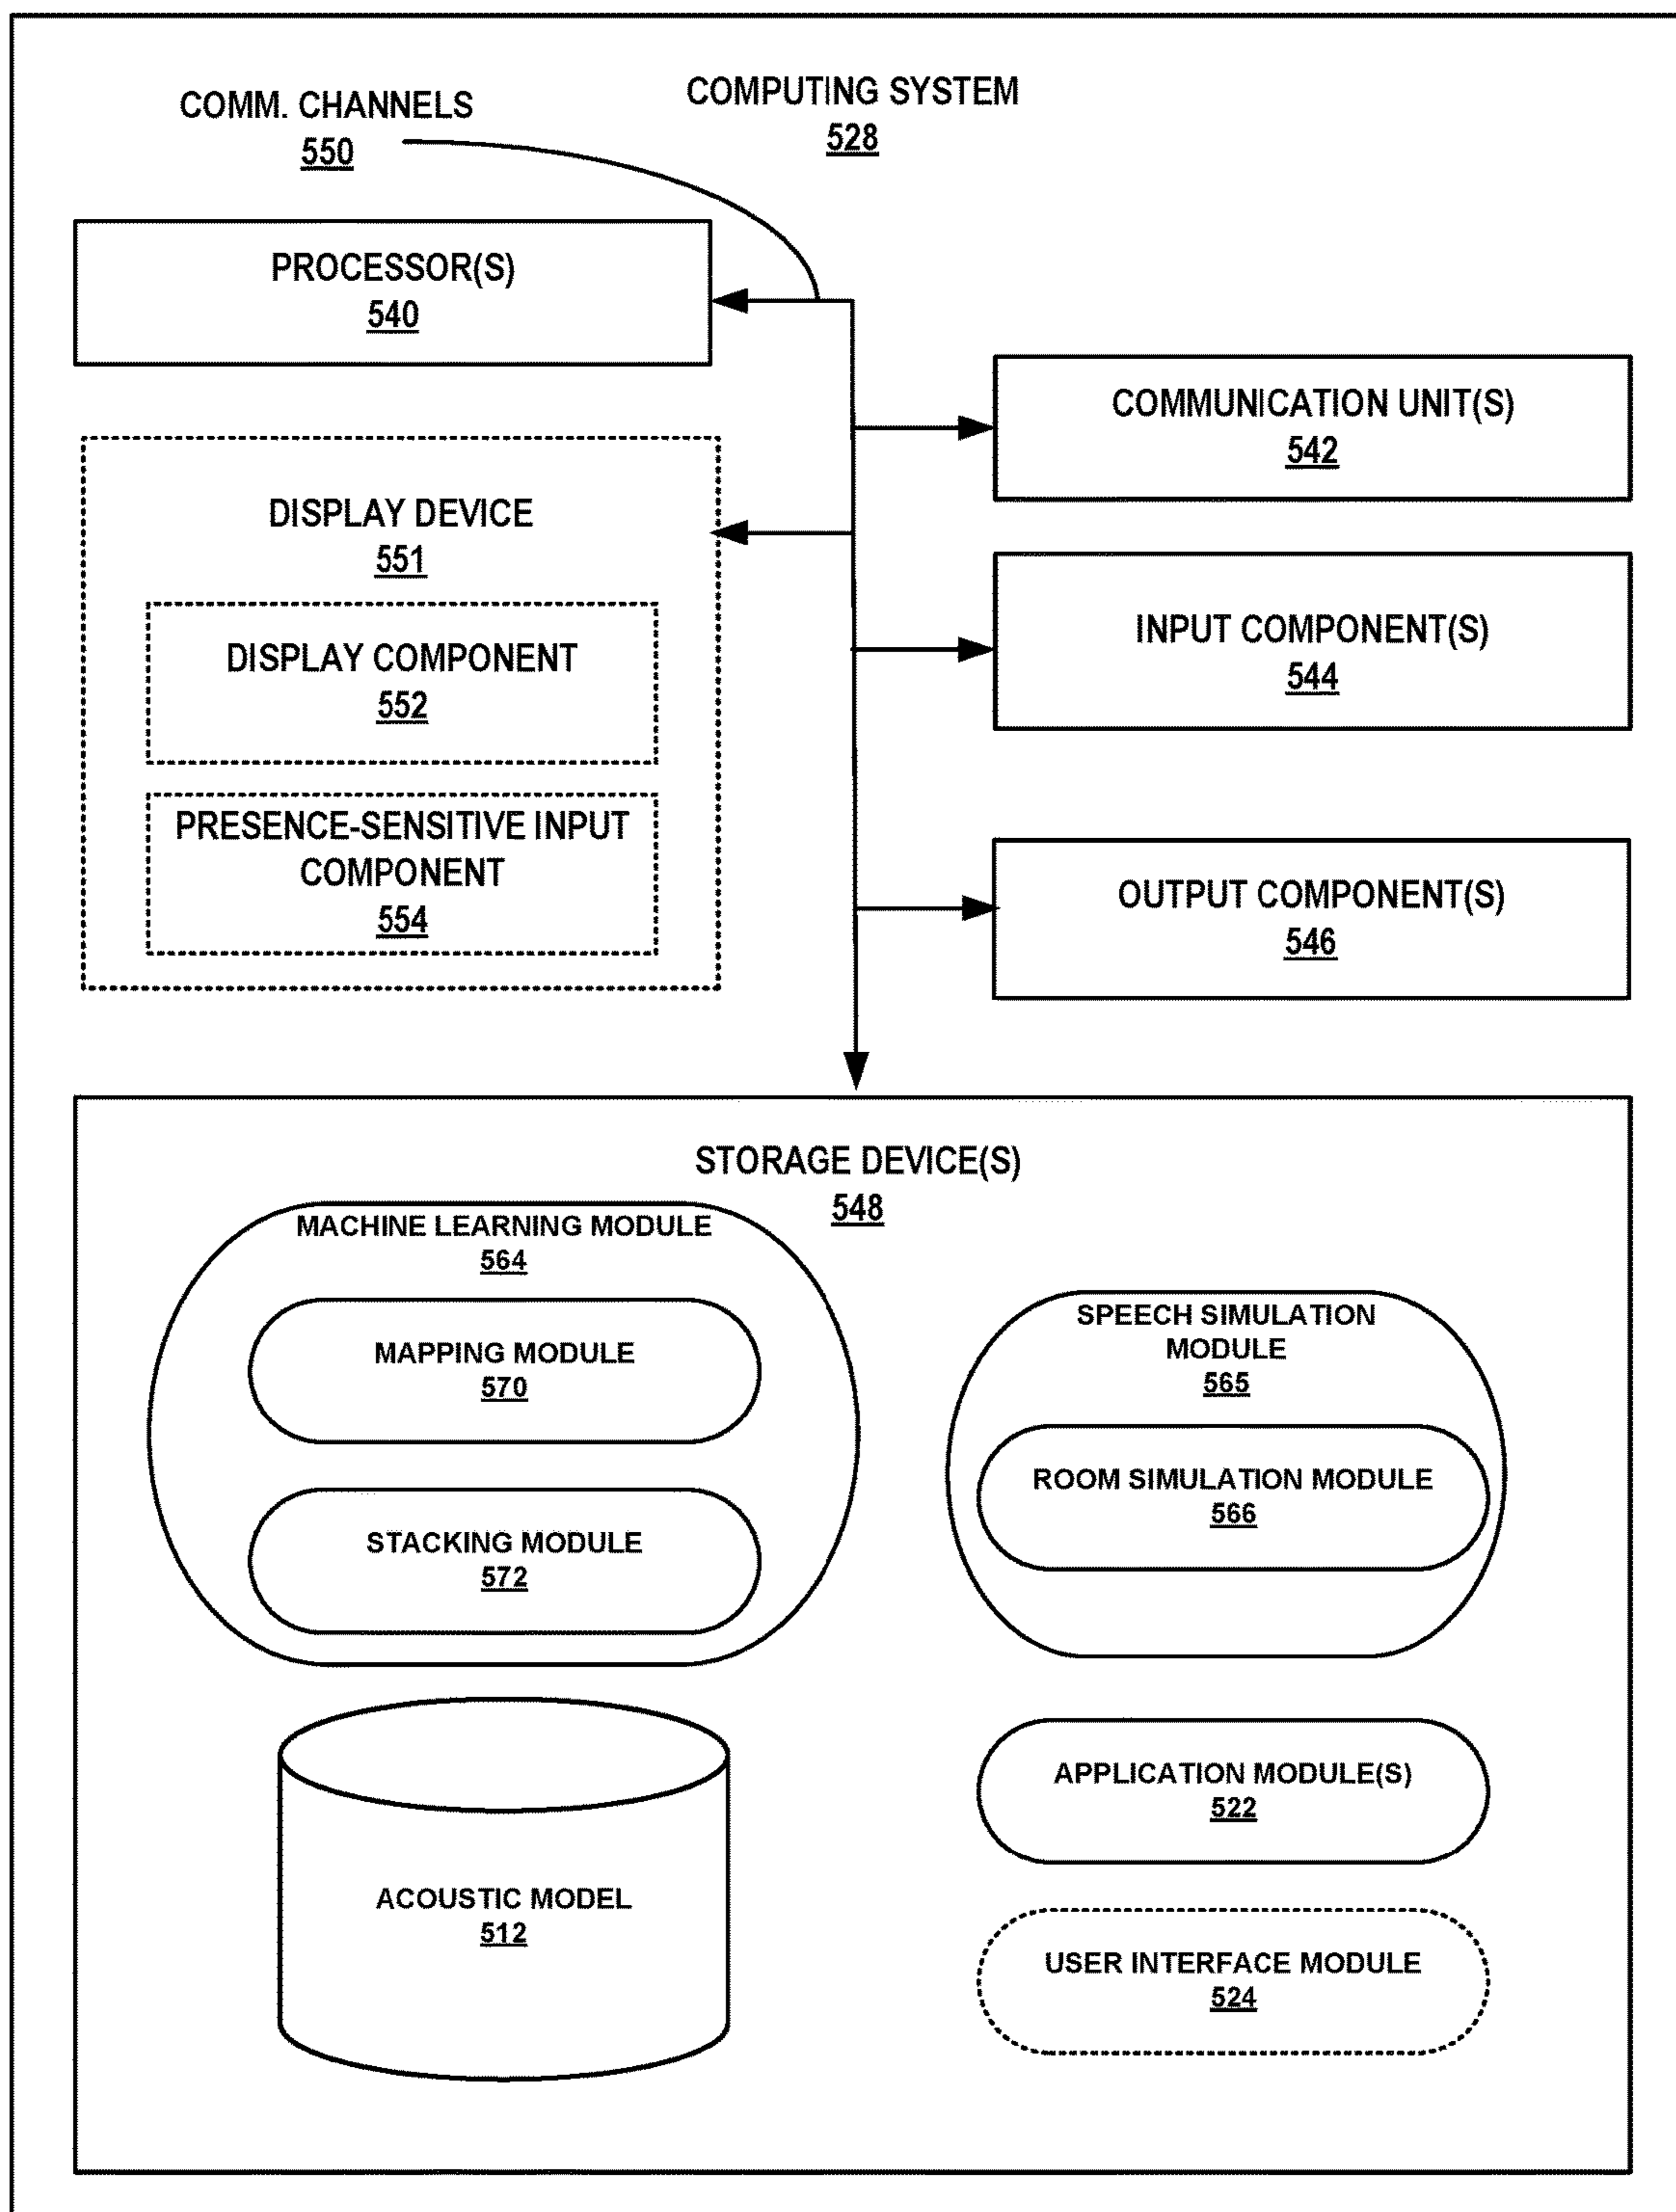 COMM. CHANNELS
550
COMPUTING SYSTEM
528
PROCESSOR(S)
540
COMMUNICATION UNIT(S)
542
DISPLAY DEVICE
551
INPUT COMPONENT(S)
544
DISPLAY COMPONENT
552
PRESENCE-SENSITIVE INPUT
COMPONENT
554
OUTPUT COMPONENT(S)
546
STORAGE DEVICE(S)
548
MACHINE LEARNING MODULE
564
MAPPING MODULE
570
STACKING MODULE
572
SPEECH SIMULATION
MODULE
565
ROOM SIMULATION MODULE
566
ACOUSTIC MODEL
512
APPLICATION MODULE(S)
522
USER INTERFACE MODULE
524